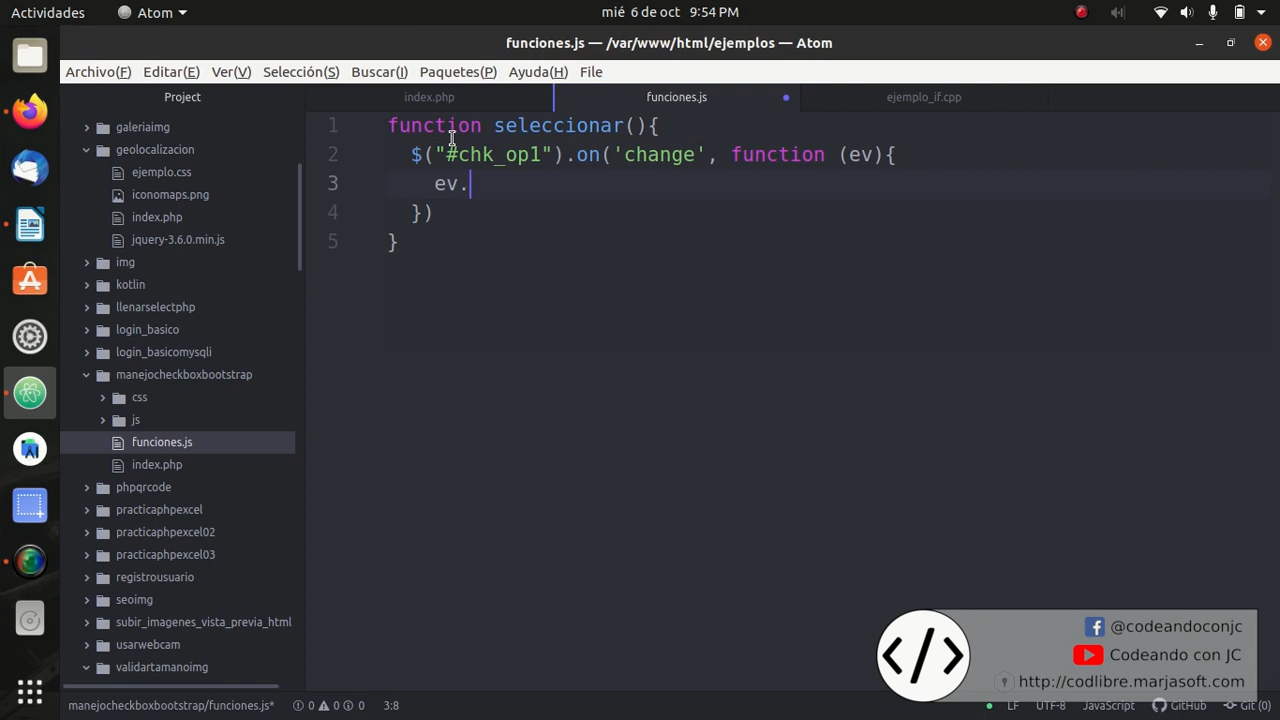 Actividades
Atom
mié 6 de oct 9:54 PM
funciones.js — /var/www/html/ejemplos — Atom
Archivo(F) Editar(E) Ver(V) Selección(S) Buscar(I) Paquetes(P) Ayuda(H) File
Project
index.php
funciones.js
ejemplo_if.cpp
galeriaimg
geolocalizacion
ejemplo.css
iconomaps.png
index.php
jquery-3.6.0.min.js
img
kotlin
llenarselectphp
login_basico
login_basicomysqli
manejocheckboxbootstrap
css
js
funciones.js
index.php
phpqrcode
practicaphpexcel
practicaphpexcel02
practicaphpexcel03
registrousuario
seoimg
subir_imagenes_vista_previa_html
usarwebcam
validartamanoimg
1 function seleccionar(){
2 $("#chk_op1").on('change', function (ev){
3 ev.
4 })
5 }
</>
@codeandoconjc
Codeando con JC
http://codlibre.marjasoft.com
manejocheckboxbootstrap/funciones.js* 0 0 0 3:8
LF UTF-8 JavaScript GitHub Git (0)